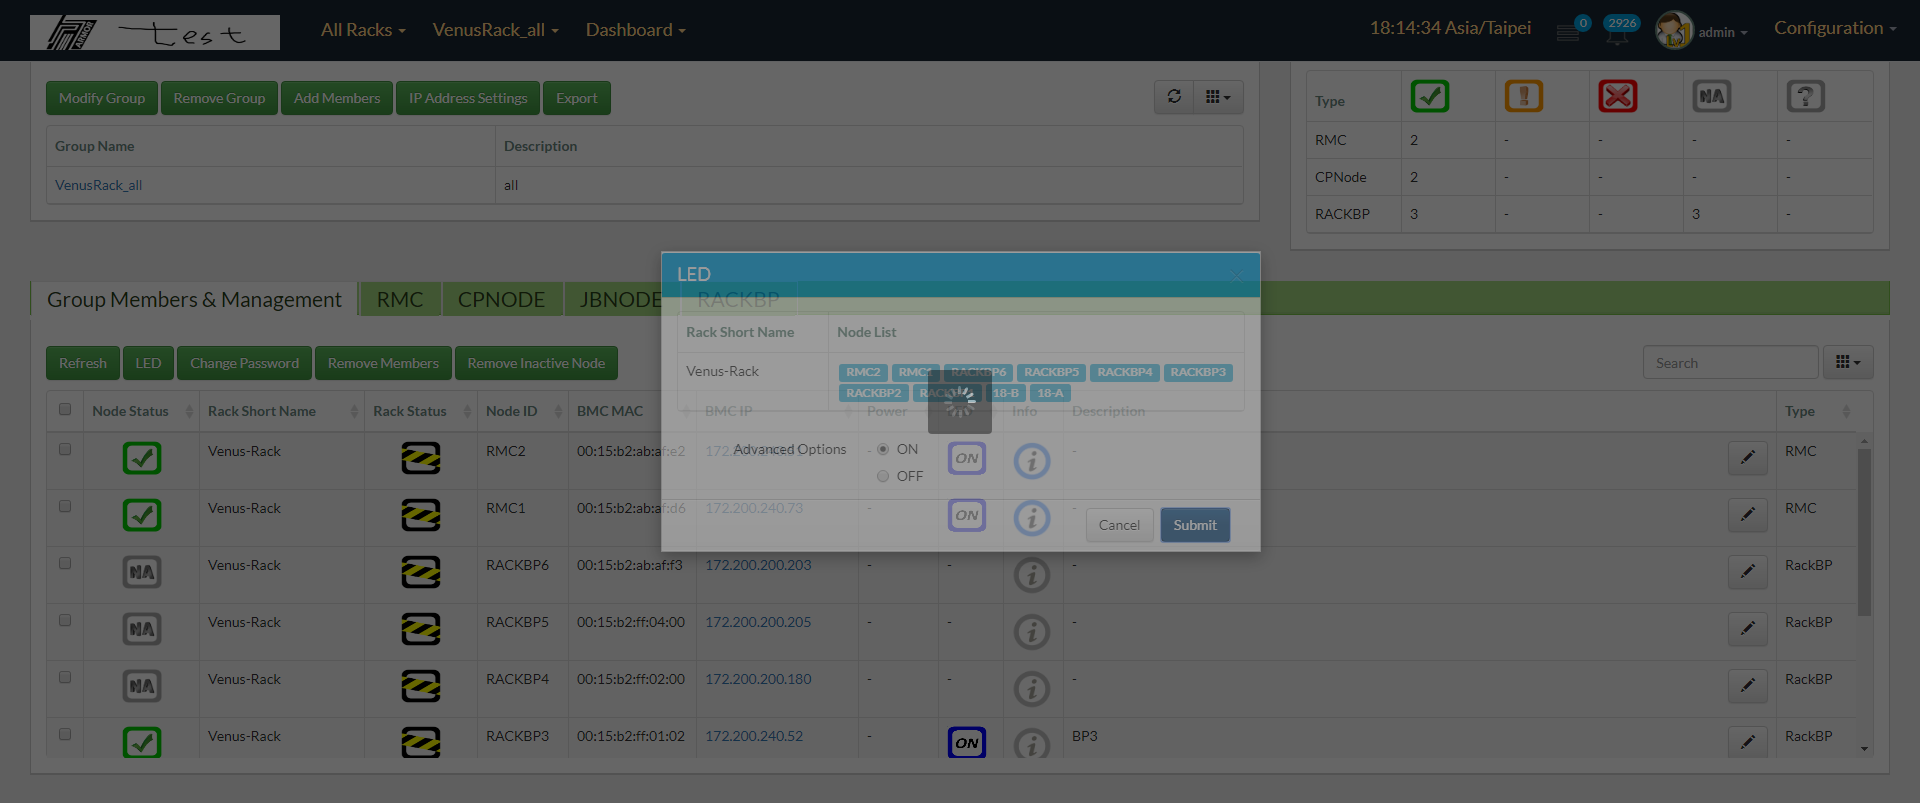 ARMOR test All Racks VenusRack_all Dashboard 18:14:34 Asia/Taipei 0 2926 admin Configuration
Modify Group Remove Group Add Members IP Address Settings Export
Group Name Description
VenusRack_all all
Type NA ?
RMC 2 - - - -
CPNode 2 - - - -
RACKBP 3 - - 3 -
Group Members & Management RMC CPNODE JBNODE RACKBP
Refresh LED Change Password Remove Members Remove Inactive Node Search
Node Status Rack Short Name Rack Status Node ID BMC MAC BMC IP Power Info Description Type
Venus-Rack RMC2 00:15:b2:ab:af:e2 - ON - RMC
Venus-Rack RMC1 00:15:b2:ab:af:d6 172.200.240.73 - ON - RMC
NA Venus-Rack RACKBP6 00:15:b2:ab:af:f3 172.200.200.203 - - - RackBP
NA Venus-Rack RACKBP5 00:15:b2:ff:04:00 172.200.200.205 - - - RackBP
NA Venus-Rack RACKBP4 00:15:b2:ff:02:00 172.200.200.180 - - - RackBP
Venus-Rack RACKBP3 00:15:b2:ff:01:02 172.200.240.52 - ON BP3 RackBP
LED
Rack Short Name Node List
Venus-Rack RMC2 RMC1 RACKBP6 RACKBP5 RACKBP4 RACKBP3
RACKBP2 18-B 18-A
Advanced Options ON
OFF
Cancel Submit